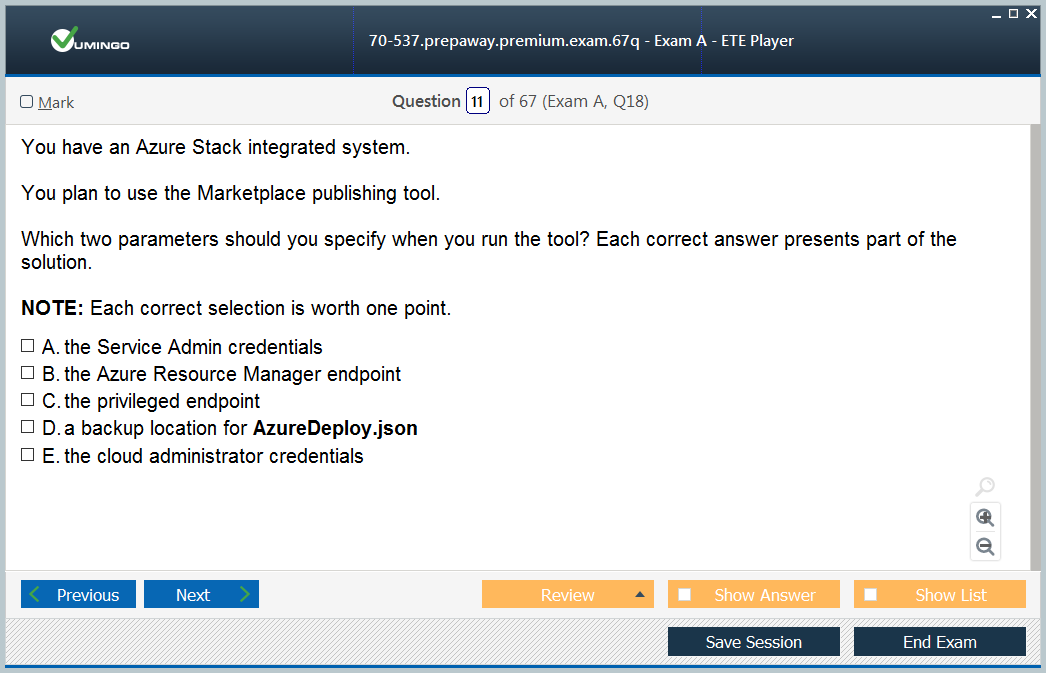 VUMINGO
70-537.prepaway.premium.exam.67q - Exam A - ETE Player
Mark
Question 11 of 67 (Exam A, Q18)
You have an Azure Stack integrated system.
You plan to use the Marketplace publishing tool.
Which two parameters should you specify when you run the tool? Each correct answer presents part of the
solution.
NOTE: Each correct selection is worth one point.
A. the Service Admin credentials
B. the Azure Resource Manager endpoint
C. the privileged endpoint
D. a backup location for AzureDeploy.json
E. the cloud administrator credentials
Previous
Next
Review
Show Answer
Show List
Save Session
End Exam